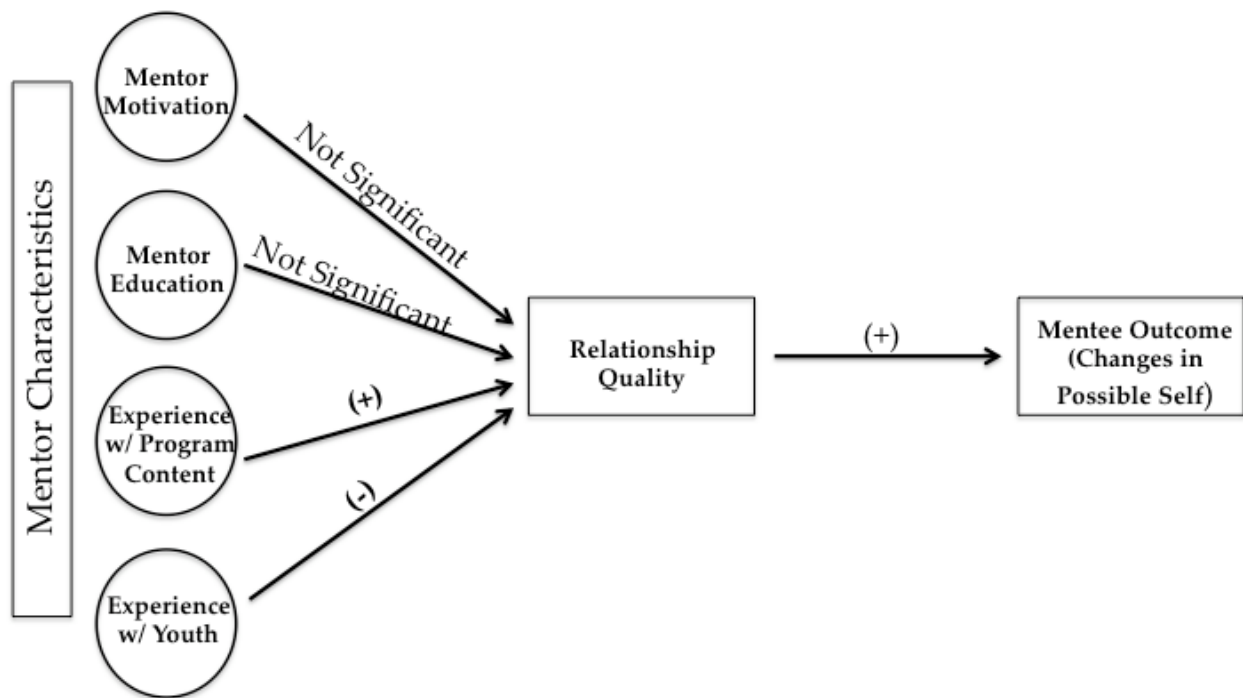 Mentor Characteristics
Mentor
Motivation
Not Significant
Mentor
Education
Not Significant
Experience
w/ Program
Content
(+)
Experience
w/ Youth
(-)
Relationship
Quality
(+)
Mentee Outcome
(Changes in
Possible Self)